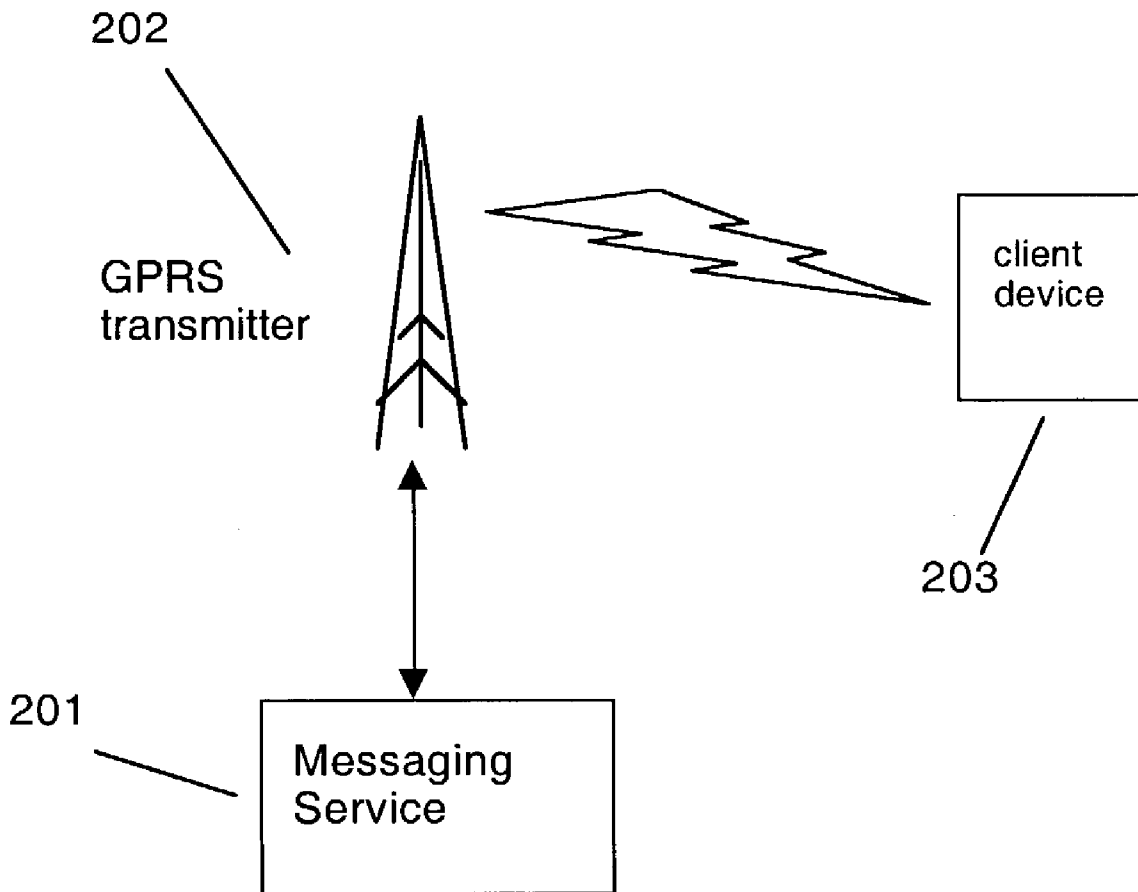 202
GPRS
transmitter
client
device
203
201
Messaging
Service